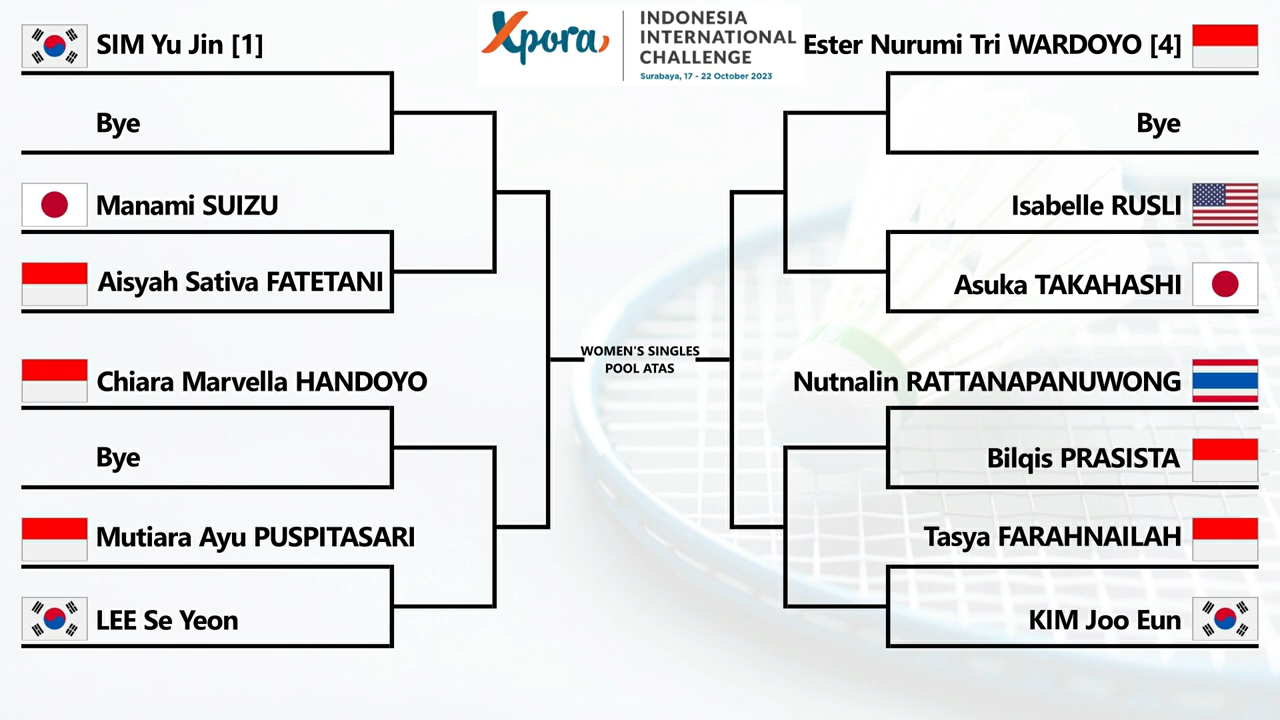 SIM Yu Jin [1]
Bye
Manami SUIZU
Aisyah Sativa FATETANI
Chiara Marvella HANDOYO
Bye
Mutiara Ayu PUSPITASARI
LEE Se Yeon
Xpora
INDONESIA
INTERNATIONAL
CHALLENGE
Surabaya, 17 - 22 October 2023
WOMEN'S SINGLES
POOL ATAS
Ester Nurumi Tri WARDOYO [4]
Bye
Isabelle RUSLI
Asuka TAKAHASHI
Nutnalin RATTANAPANUWONG
Bilqis PRASISTA
Tasya FARAHNAILAH
KIM Joo Eun